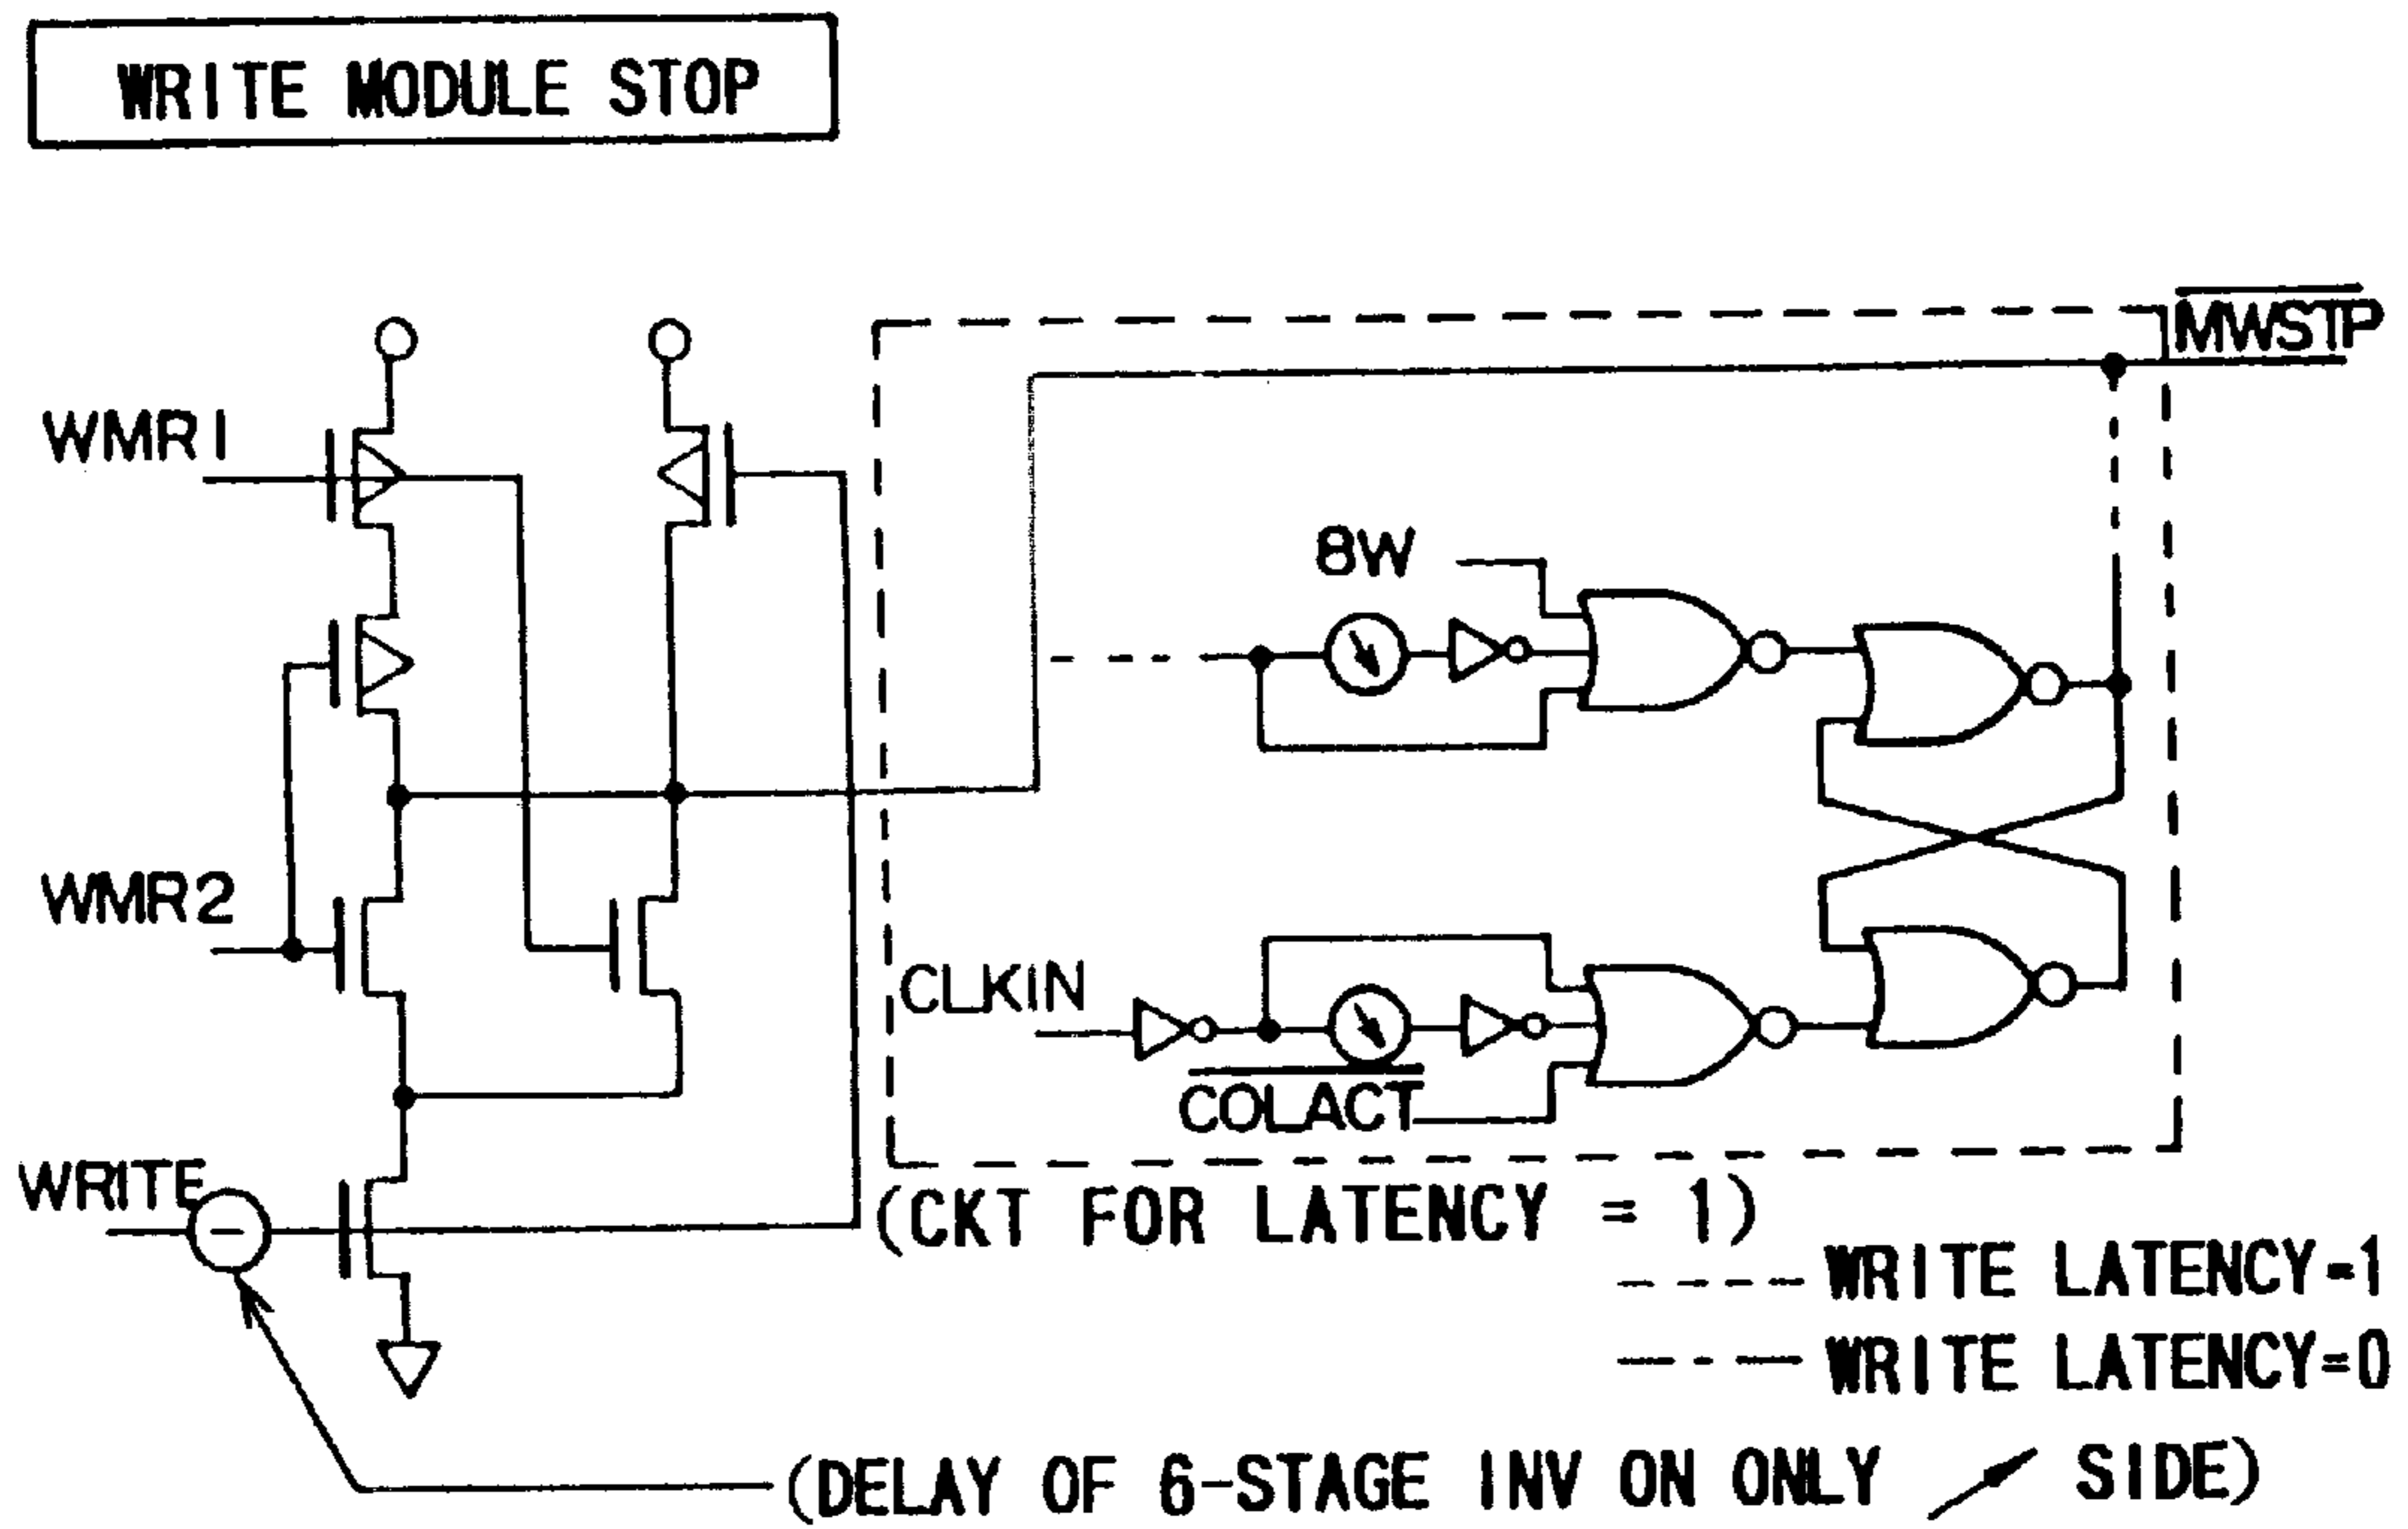 WRITE MODULE STOP
MWSTP
WMR1
8W
WMR2
CLKIN
COLACT
WRITE
(CKT FOR LATENCY = 1)
WRITE LATENCY=1
WRITE LATENCY=0
(DELAY OF 6-STAGE INV ON ONLY ↗ SIDE)